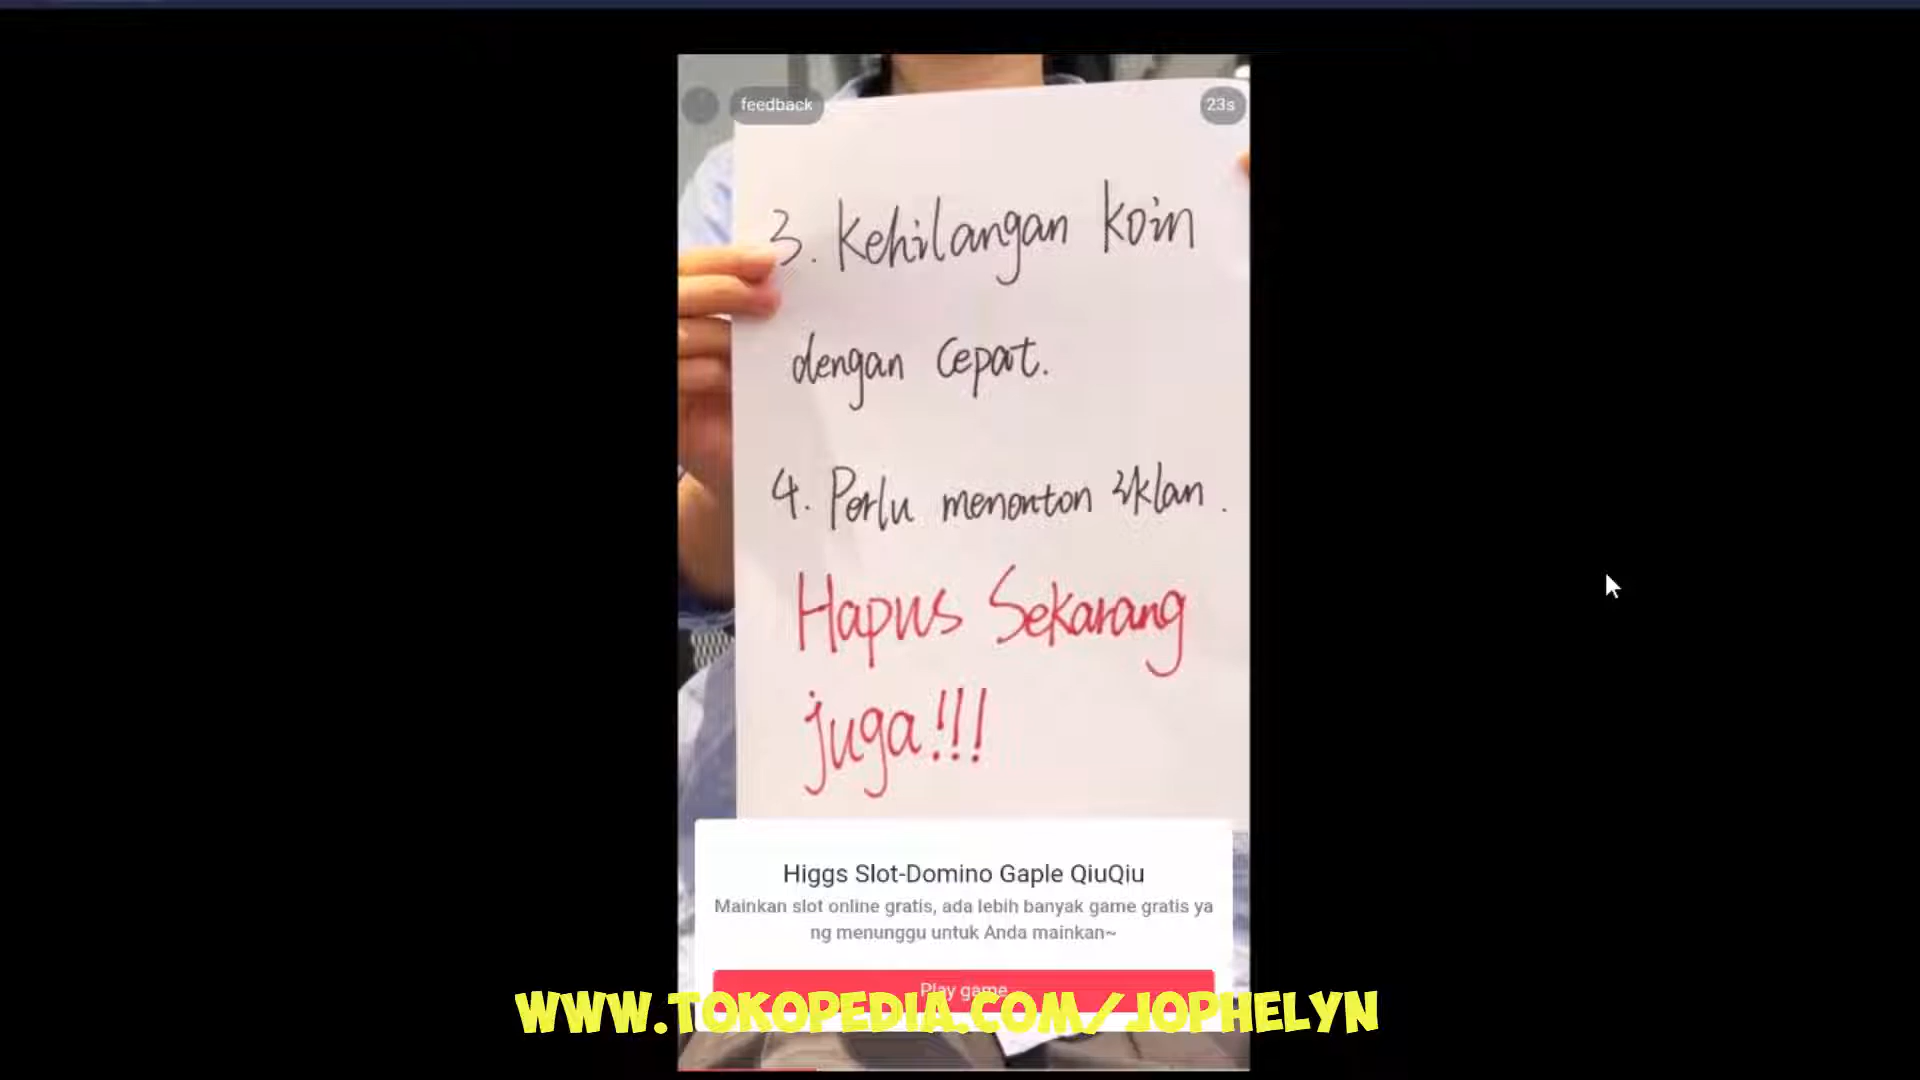 feedback
23s
3. Kehilangan koin
dengan cepat.
4. Perlu menonton iklan.
Hapus Sekarang
juga!!!
Higgs Slot-Domino Gaple QiuQiu
Mainkan slot online gratis, ada lebih banyak game gratis ya
ng menunggu untuk Anda mainkan~
Play game
WWW.TOKOPEDIA.COM/JOPHELYN